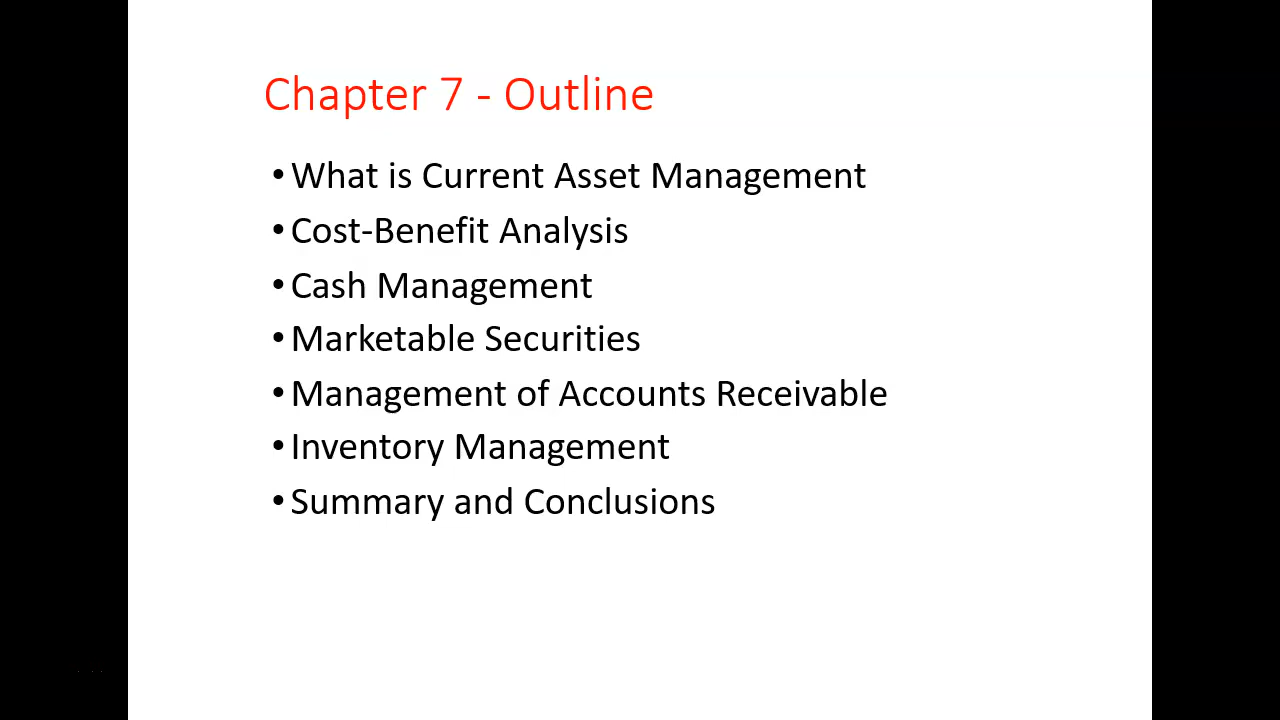 Chapter 7 - Outline
•What is Current Asset Management
•Cost-Benefit Analysis
•Cash Management
•Marketable Securities
•Management of Accounts Receivable
•Inventory Management
•Summary and Conclusions